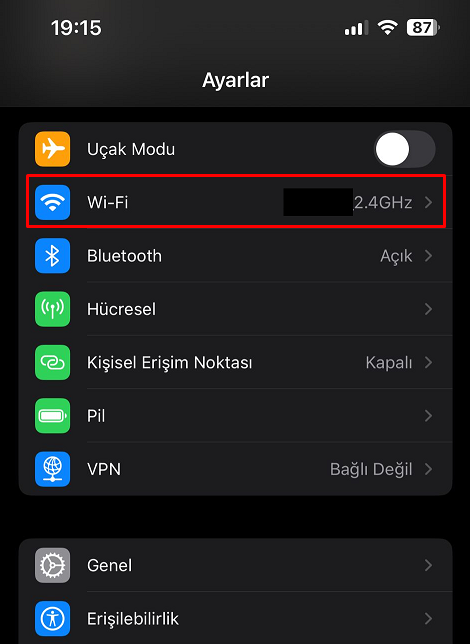 19:15
87
Ayarlar
Uçak Modu
Wi-Fi 2.4GHz
Bluetooth Açık
Hücresel
Kişisel Erişim Noktası Kapalı
Pil
VPN Bağlı Değil
Genel
Erişilebilirlik